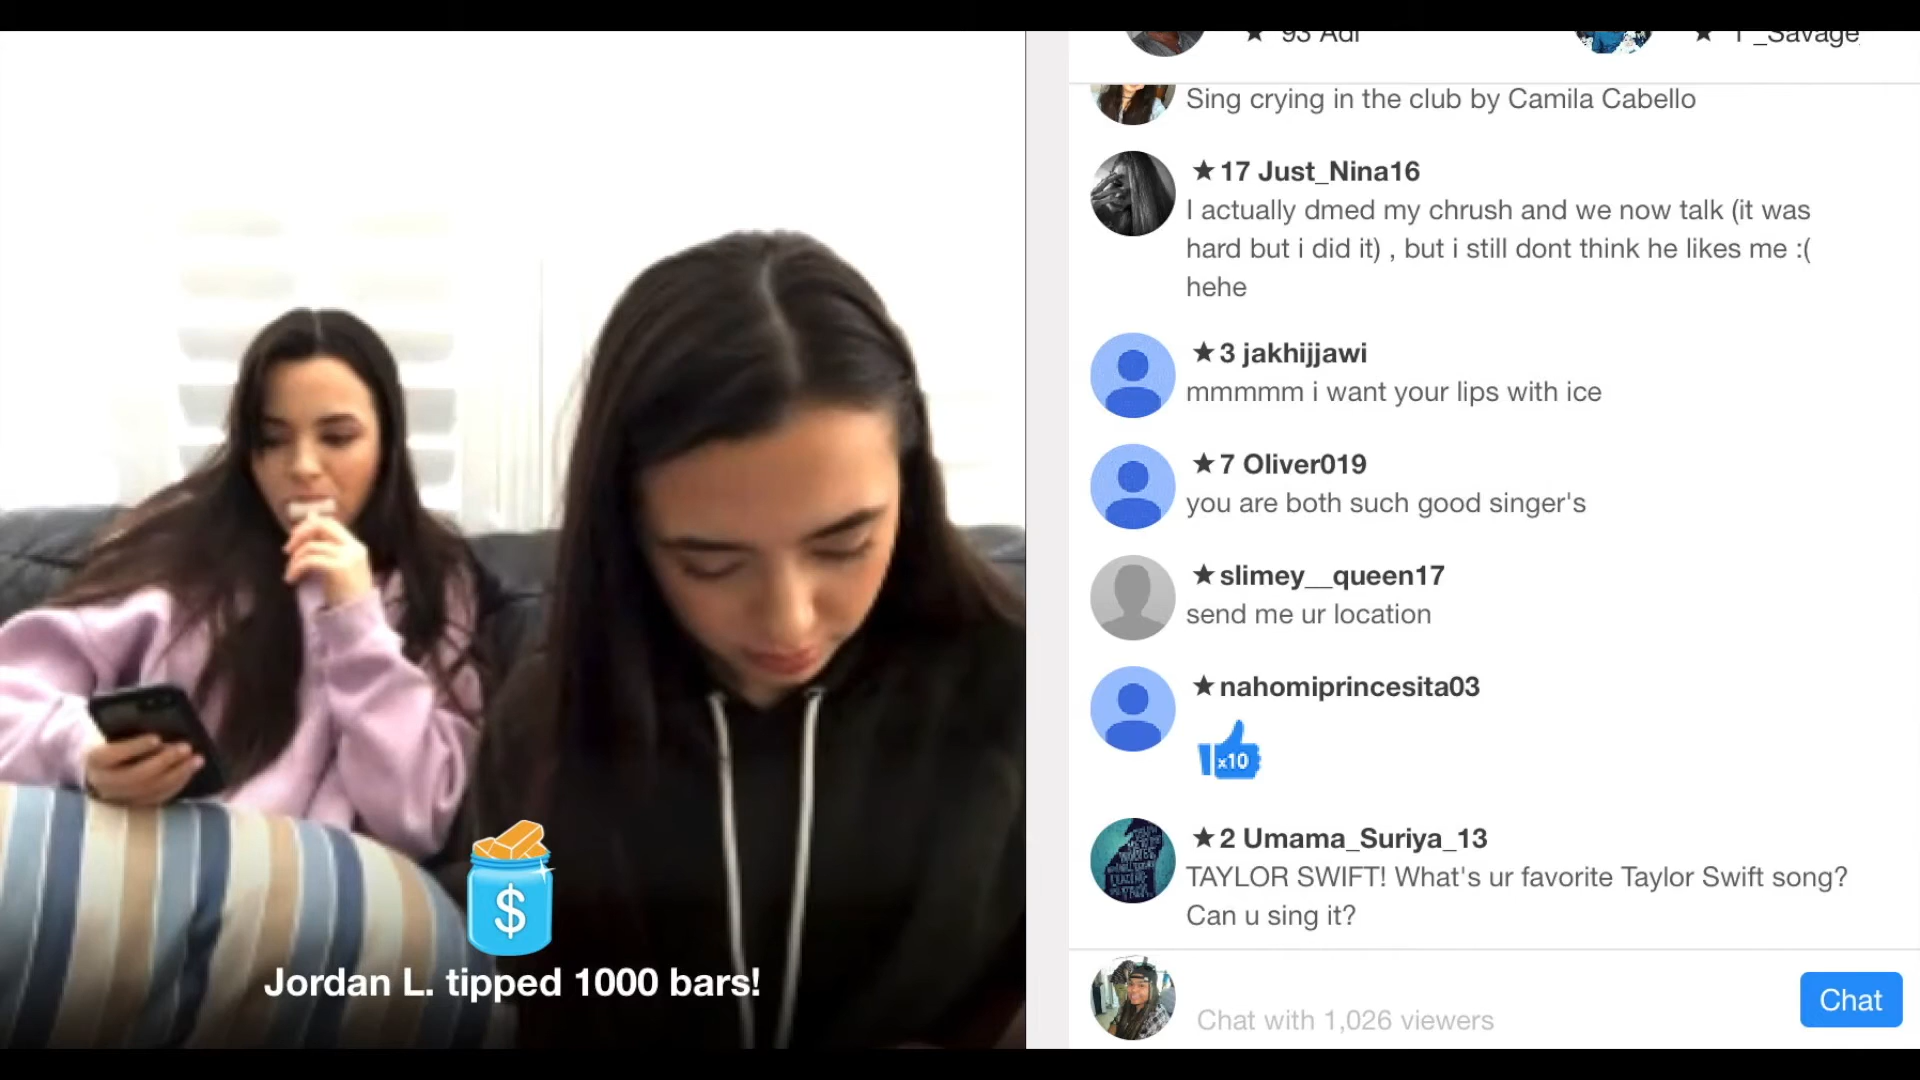 93 Adi
_Savage
Sing crying in the club by Camila Cabello
★ 17 Just_Nina16
I actually dmed my chrush and we now talk (it was
hard but i did it) , but i still dont think he likes me :(
hehe
★ 3 jakhijjawi
mmmmm i want your lips with ice
★ 7 Oliver019
you are both such good singer's
★ slimey__queen17
send me ur location
★ nahomiprincesita03
x10
★ 2 Umama_Suriya_13
TAYLOR SWIFT! What's ur favorite Taylor Swift song?
Can u sing it?
$
Jordan L. tipped 1000 bars!
Chat with 1,026 viewers
Chat